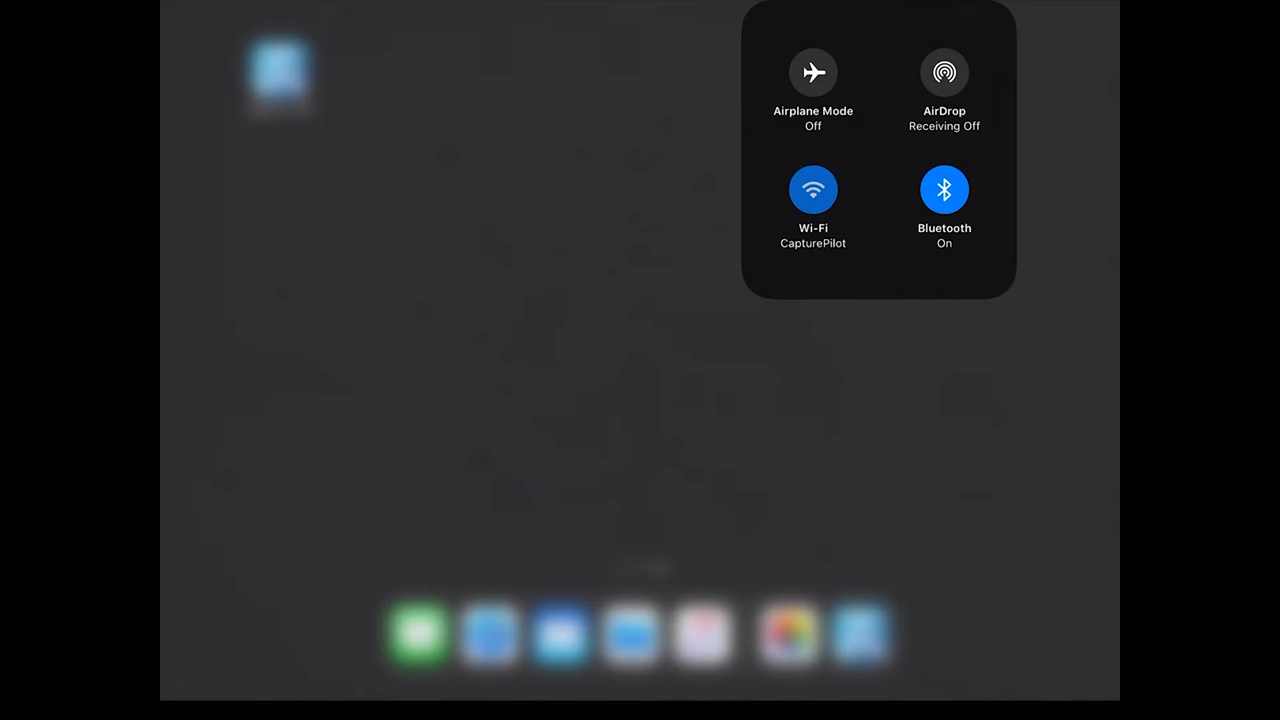 Airplane Mode
Off
AirDrop
Receiving Off
Wi-Fi
CapturePilot
Bluetooth
On